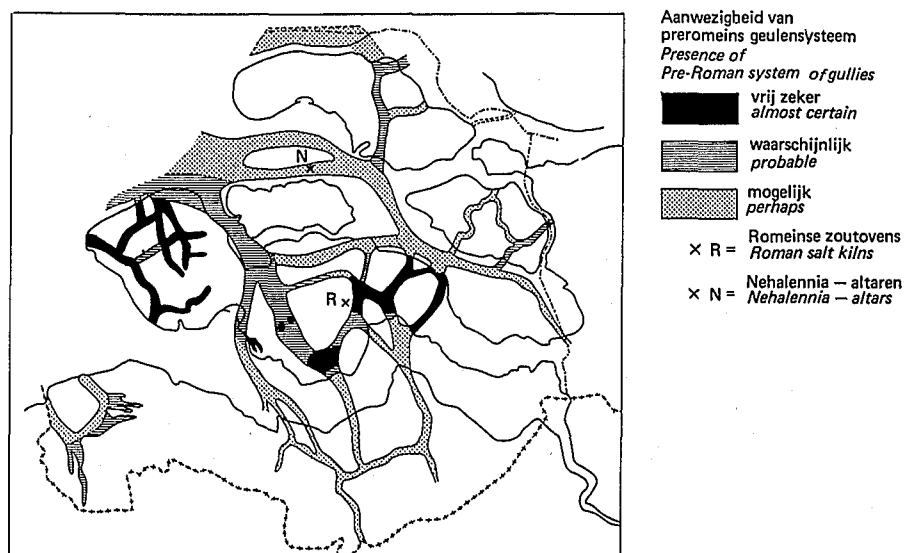 N
R
Aanwezigheid van
preromeins geulensysteem
Presence of
Pre-Roman system of gullies
vrij zeker
almost certain
waarschijnlijk
probable
mogelijk
perhaps
× R = Romeinse zoutovens
Roman salt kilns
× N = Nehalennia – altaren
Nehalennia – altars